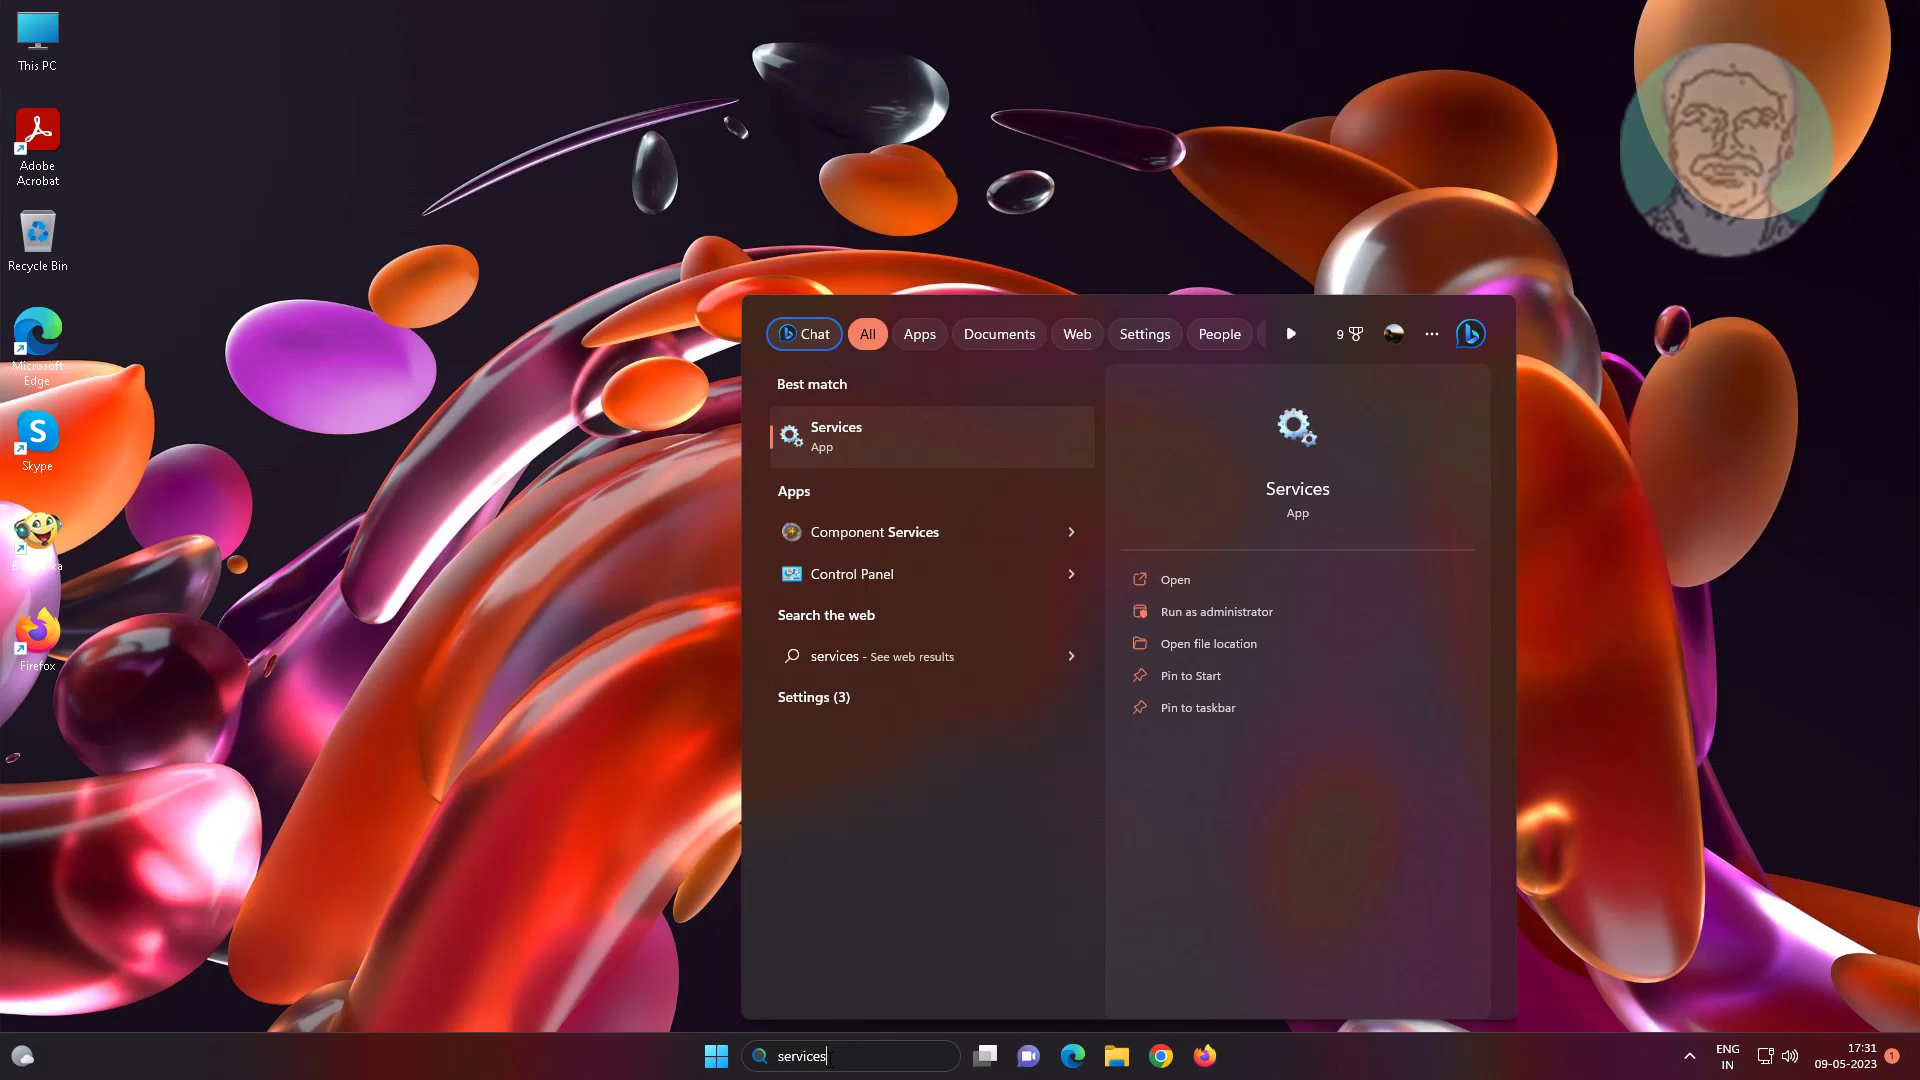 This PC
Adobe
Acrobat
Recycle Bin
Microsoft
Edge
S
Skype
Firefox
Chat
All
Apps
Documents
Web
Settings
People
9
Best match
Services
App
Apps
Component Services
Control Panel
Search the web
services - See web results
Settings (3)
Services
App
Open
Run as administrator
Open file location
Pin to Start
Pin to taskbar
services
ENG
IN
17:31
09-05-2023
1